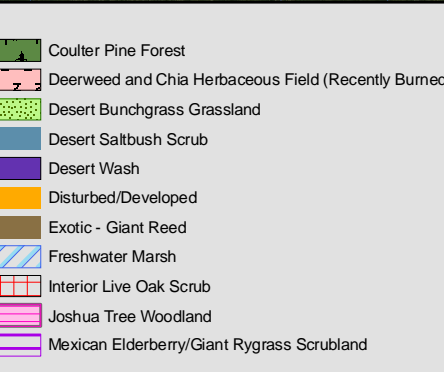 Coulter Pine Forest
Deerweed and Chia Herbaceous Field (Recently Burned
Desert Bunchgrass Grassland
Desert Saltbush Scrub
Desert Wash
Disturbed/Developed
Exotic - Giant Reed
Freshwater Marsh
Interior Live Oak Scrub
Joshua Tree Woodland
Mexican Elderberry/Giant Rygrass Scrubland